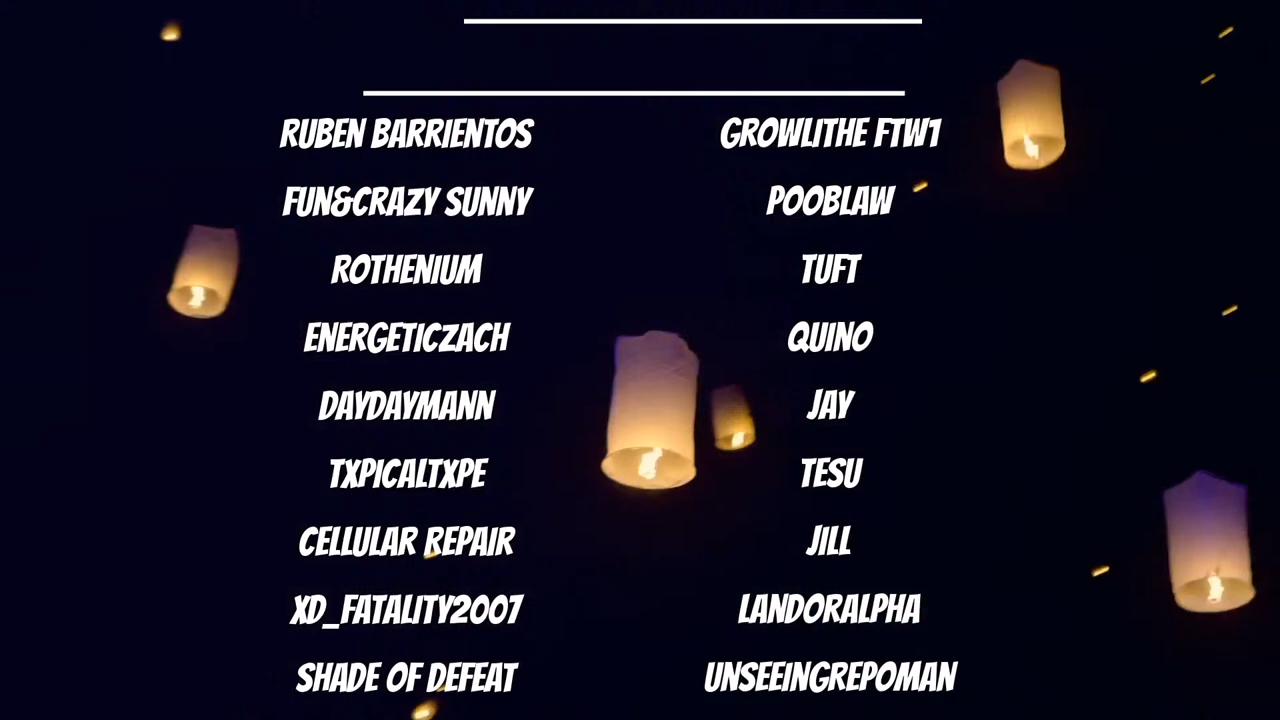 RUBEN BARRIENTOS GROWLITHE FTW1
FUN&CRAZY SUNNY POOBLAW
ROTHENIUM TUFT
ENERGETICZACH QUINO
DAYDAYMANN JAY
TXPICALTXPE TESU
CELLULAR REPAIR JILL
XD_FATALITY2007 LANDORALPHA
SHADE OF DEFEAT UNSEEINGREPOMAN